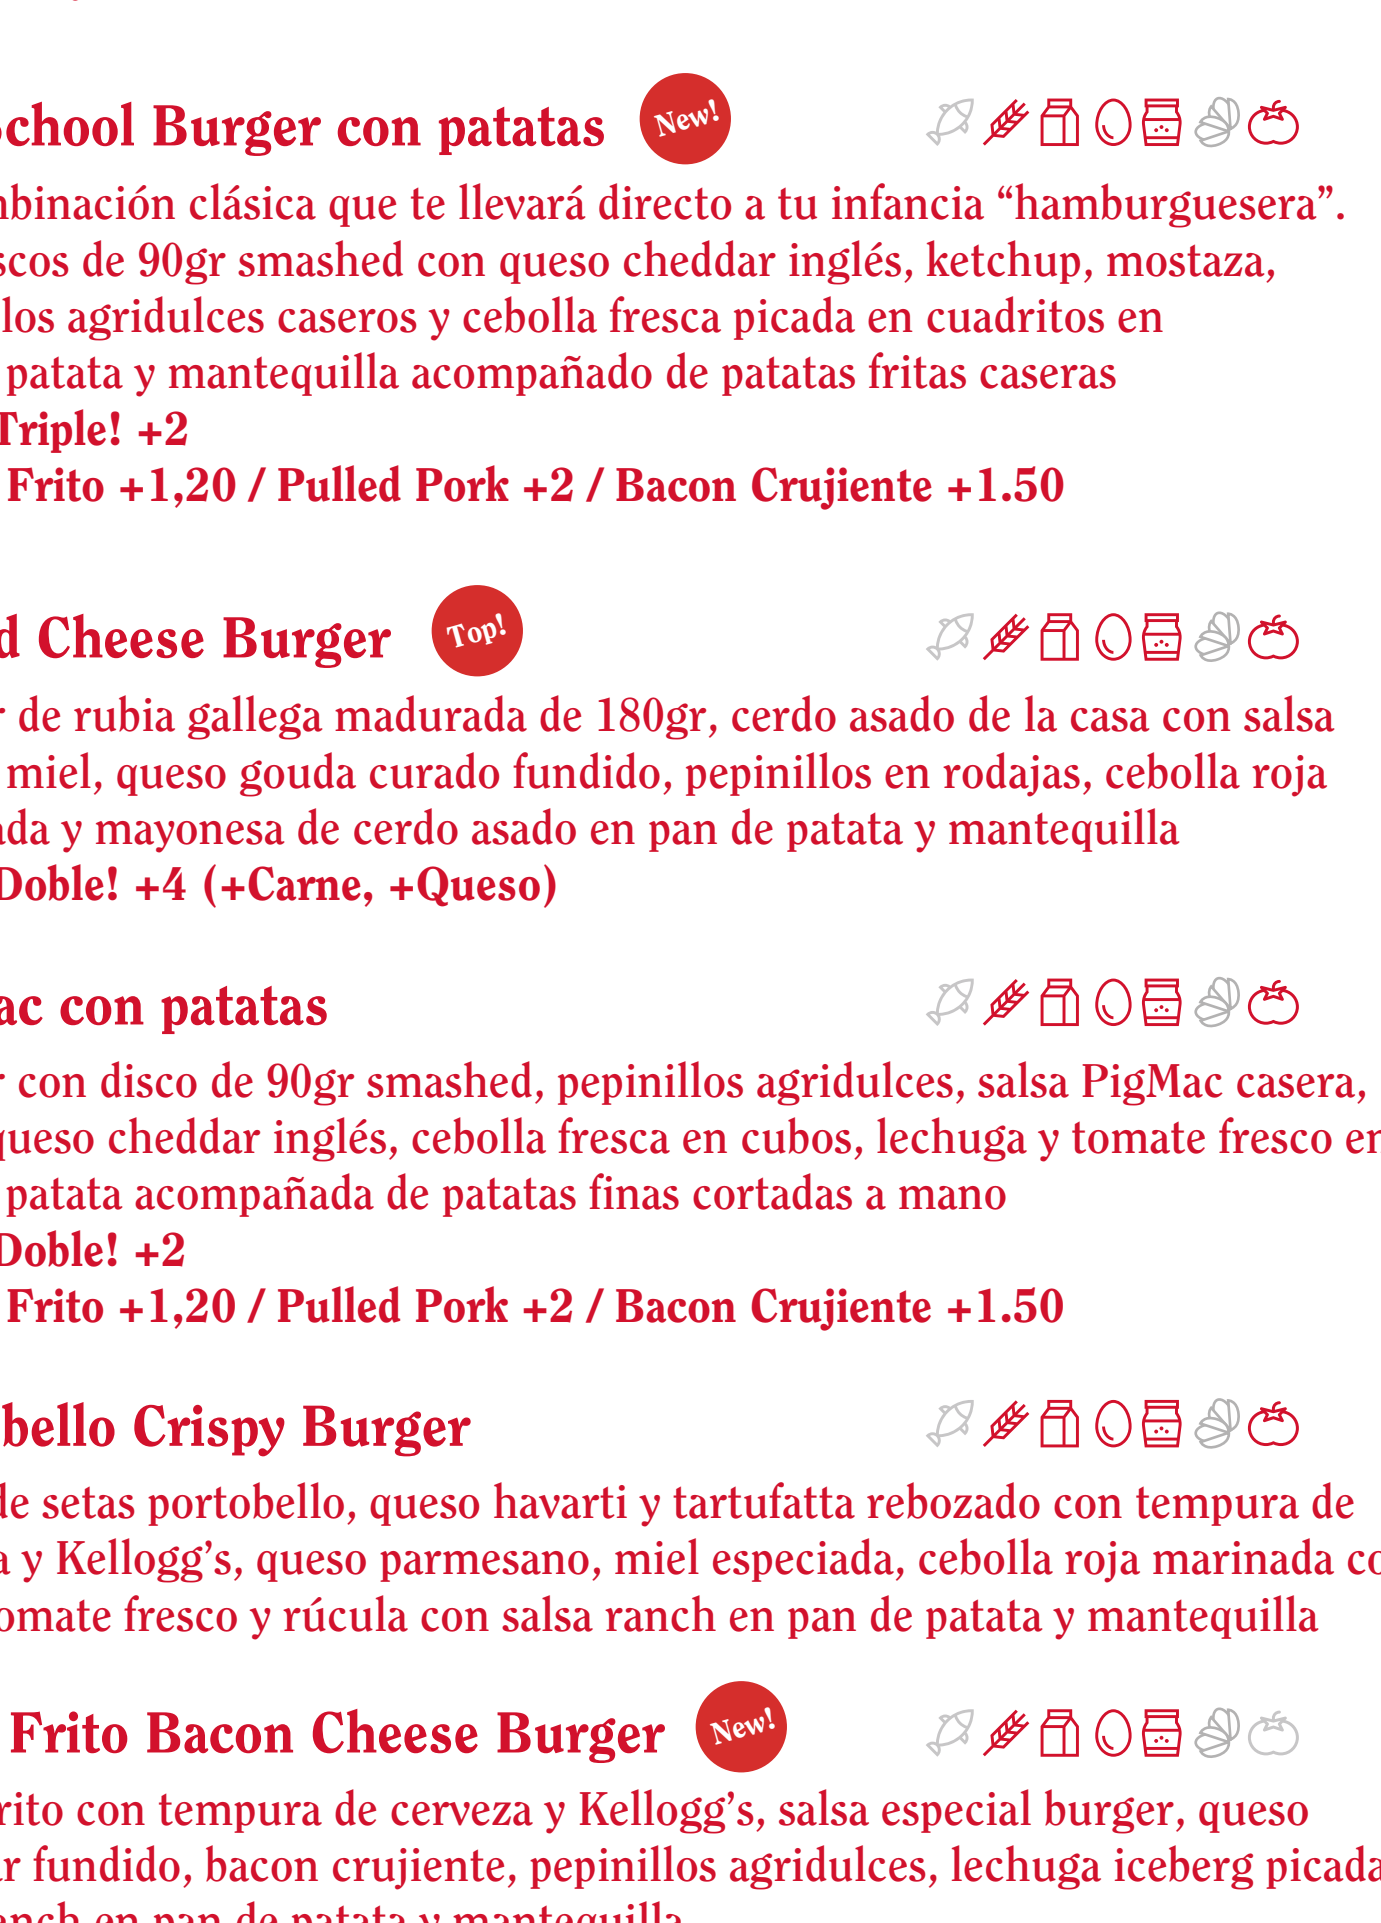 School Burger con patatas New!
mbinación clásica que te llevará directo a tu infancia “hamburguesera”.
scos de 90gr smashed con queso cheddar inglés, ketchup, mostaza,
los agridulces caseros y cebolla fresca picada en cuadritos en
patata y mantequilla acompañado de patatas fritas caseras
Triple! +2
Frito +1,20 / Pulled Pork +2 / Bacon Crujiente +1.50
d Cheese Burger Top!
r de rubia gallega madurada de 180gr, cerdo asado de la casa con salsa
miel, queso gouda curado fundido, pepinillos en rodajas, cebolla roja
ada y mayonesa de cerdo asado en pan de patata y mantequilla
Doble! +4 (+Carne, +Queso)
ac con patatas
r con disco de 90gr smashed, pepinillos agridulces, salsa PigMac casera,
queso cheddar inglés, cebolla fresca en cubos, lechuga y tomate fresco en
patata acompañada de patatas finas cortadas a mano
Doble! +2
Frito +1,20 / Pulled Pork +2 / Bacon Crujiente +1.50
bello Crispy Burger
de setas portobello, queso havarti y tartufatta rebozado con tempura de
a y Kellogg’s, queso parmesano, miel especiada, cebolla roja marinada co
omate fresco y rúcula con salsa ranch en pan de patata y mantequilla
Frito Bacon Cheese Burger New!
rito con tempura de cerveza y Kellogg’s, salsa especial burger, queso
ar fundido, bacon crujiente, pepinillos agridulces, lechuga iceberg picada
anch en pan de patata y mantequilla